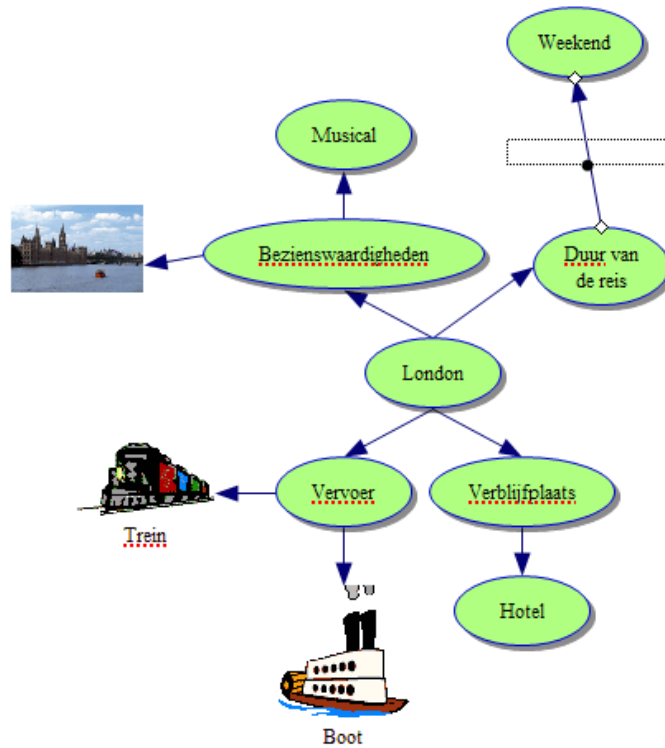 Weekend
Musical
Bezienswaardigheden
Duur van
de reis
London
Vervoer
Verblijfplaats
Trein
Hotel
Boot